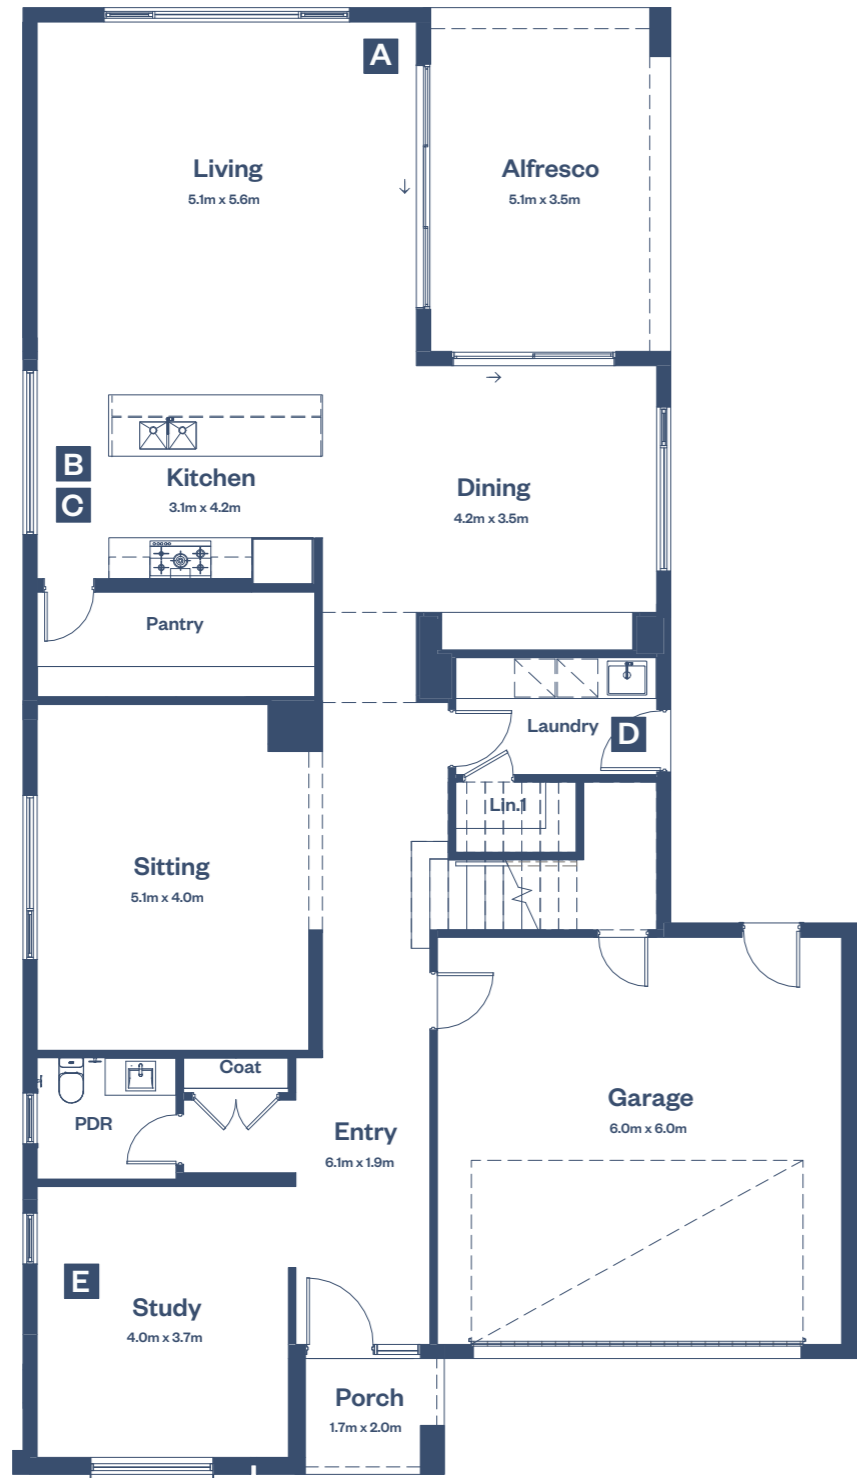 A
Living
5.1m x 5.6m
Alfresco
5.1m x 3.5m
B
C
Kitchen
3.1m x 4.2m
Dining
4.2m x 3.5m
Pantry
Laundry
D
Lin.1
Sitting
5.1m x 4.0m
Coat
PDR
Entry
6.1m x 1.9m
Garage
6.0m x 6.0m
E
Study
4.0m x 3.7m
Porch
1.7m x 2.0m